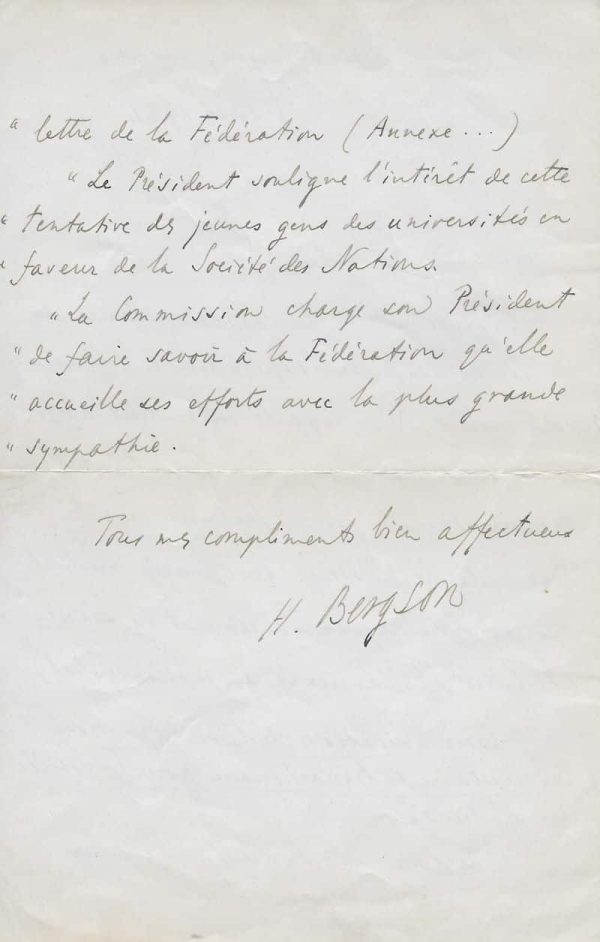 " lettre de la Fédération (Annexe...)
" Le Président souligne l'intérêt de cette
" tentative des jeunes gens des universités en
" faveur de la Société des Nations.
" La Commission charge son Président
" de faire savoir à la Fédération qu'elle
" accueille ses efforts avec la plus grande
" sympathie.
Tous mes compliments bien affectueux
H. Bergson